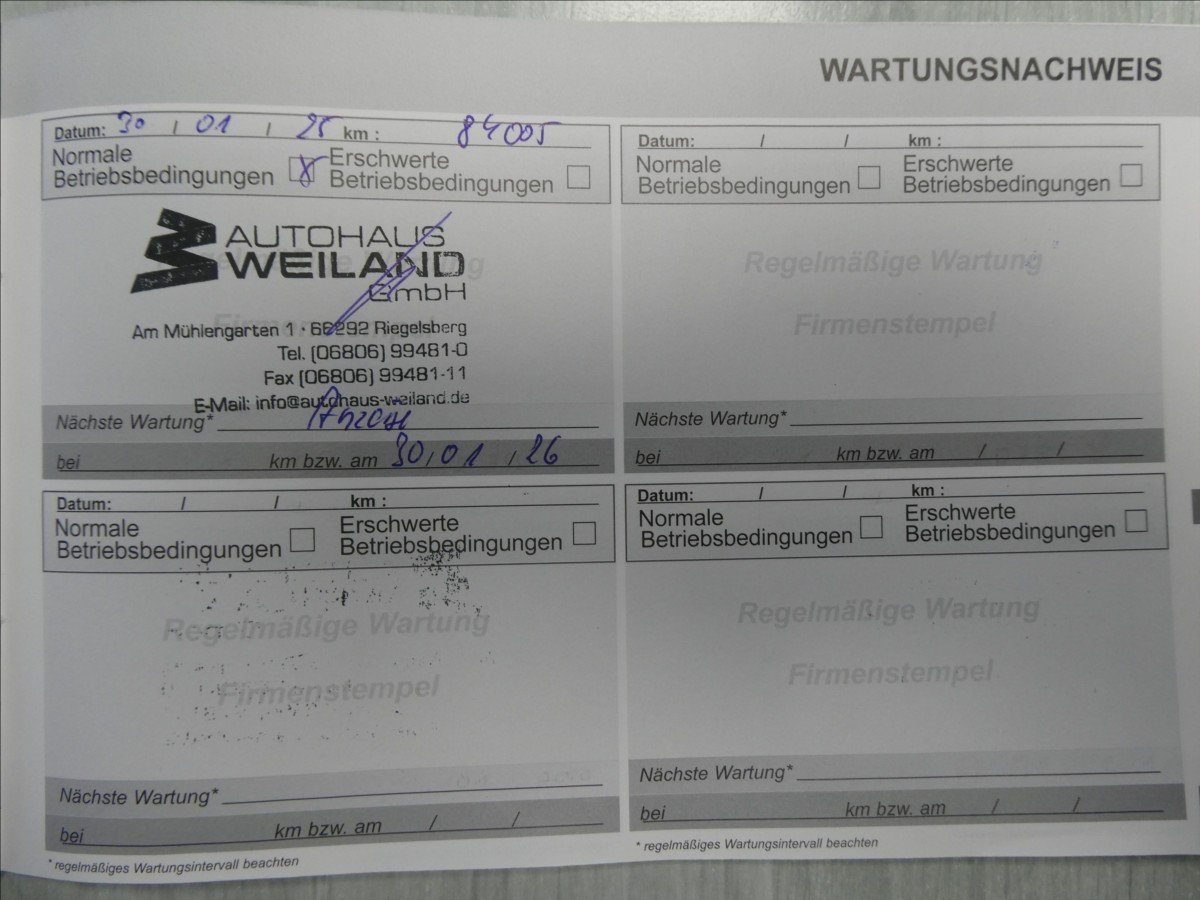 WARTUNGSNACHWEIS
Datum: 30 / 01 / 25 km : 84005
Normale Betriebsbedingungen X Erschwerte Betriebsbedingungen
AUTOHAUS
WEILAND
GmbH
Am Mühlengarten 1 · 66292 Riegelsberg
Tel. (06806) 99481-0
Fax (06806) 99481-11
E-Mail: info@autohaus-weiland.de
Regelmäßige Wartung
Firmenstempel
Nächste Wartung*
bei km bzw. am 30 / 01 / 26
Datum: / / km :
Normale Betriebsbedingungen Erschwerte Betriebsbedingungen
Regelmäßige Wartung
Firmenstempel
Nächste Wartung*
bei km bzw. am / /
Datum: / / km :
Normale Betriebsbedingungen Erschwerte Betriebsbedingungen
Regelmäßige Wartung
Firmenstempel
Nächste Wartung*
bei km bzw. am / /
* regelmäßiges Wartungsintervall beachten
Datum: / / km :
Normale Betriebsbedingungen Erschwerte Betriebsbedingungen
Regelmäßige Wartung
Firmenstempel
Nächste Wartung*
bei km bzw. am / /
* regelmäßiges Wartungsintervall beachten